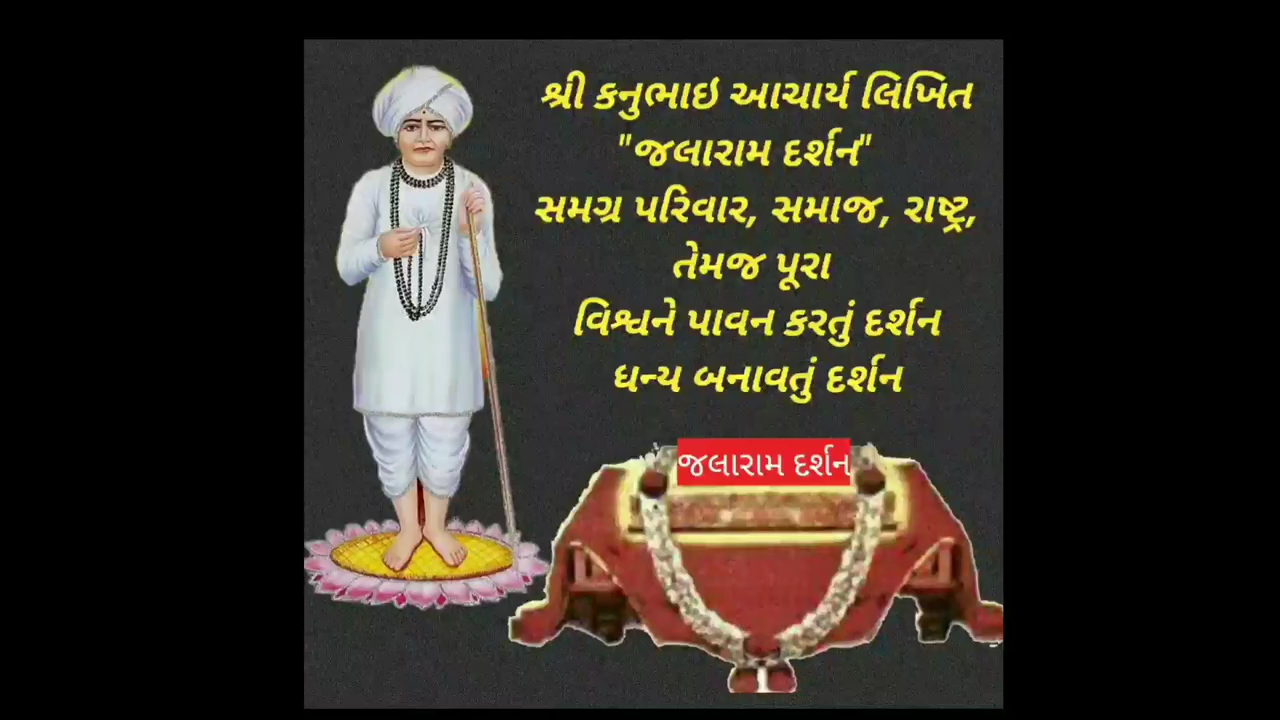 શ્રી કનુભાઇ આચાર્ય લિખિત
"જલારામ દર્શન"
સમગ્ર પરિવાર, સમાજ, રાષ્ટ્ર,
તેમજ પૂરા
વિશ્વને પાવન કરતું દર્શન
ધન્ય બનાવતું દર્શન
જલારામ દર્શન